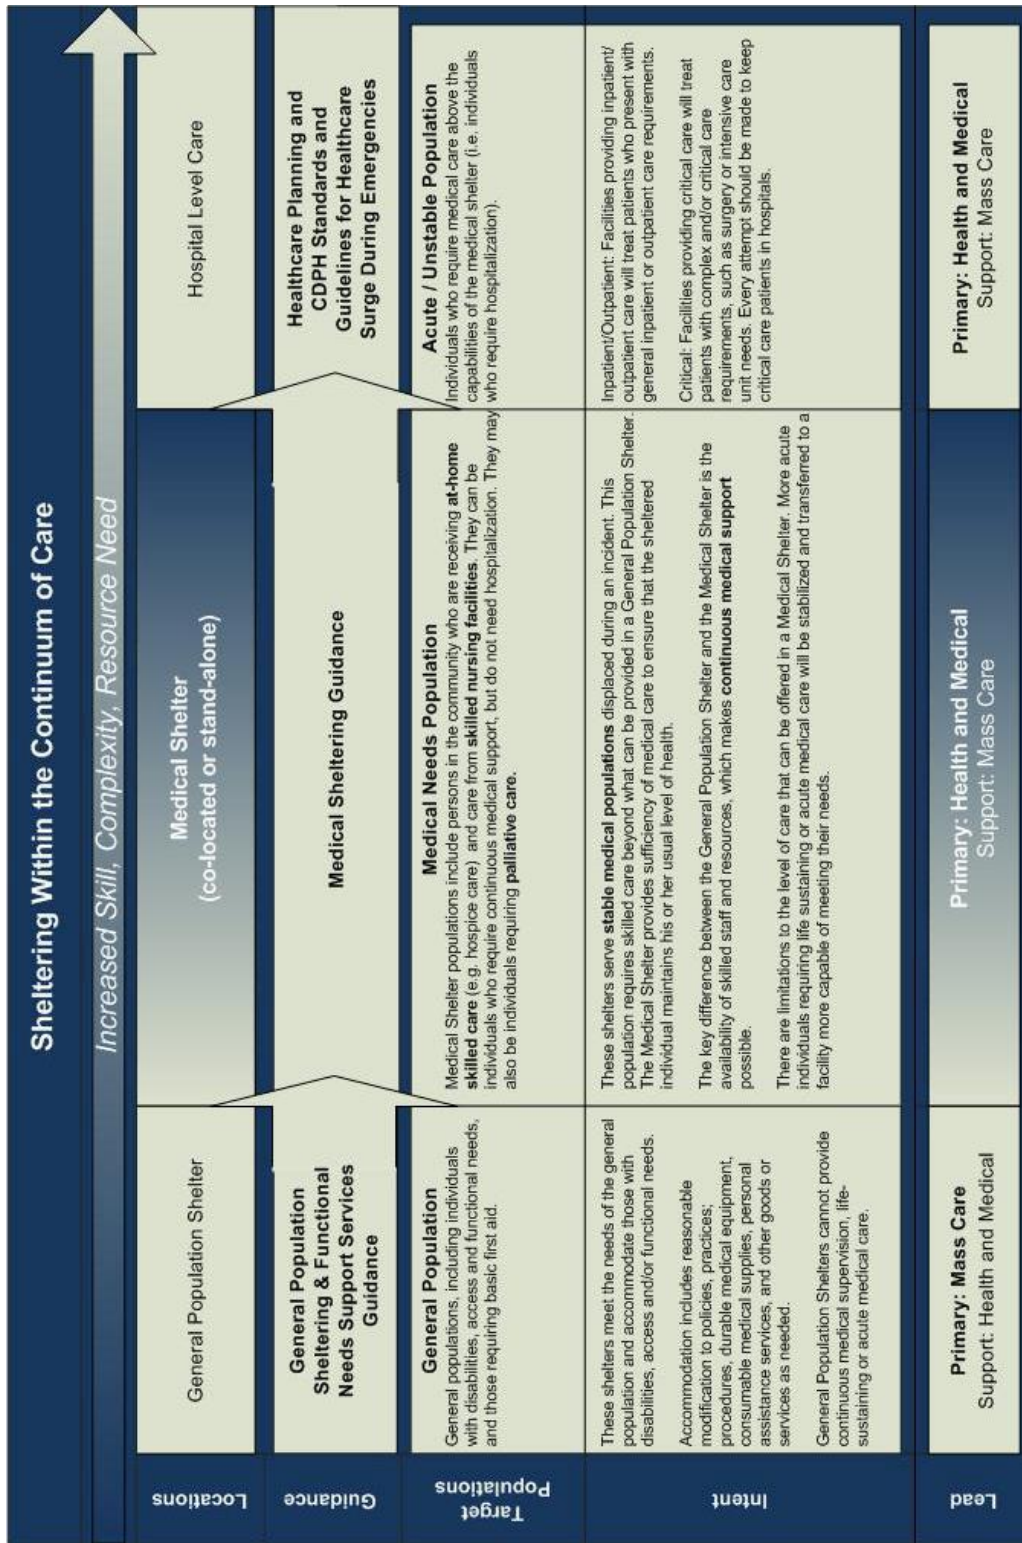 Sheltering Within the Continuum of Care
Increased Skill, Complexity, Resource Need
Locations
General Population Shelter
Medical Shelter
(co-located or stand-alone)
Hospital Level Care
Guidance
General Population
Sheltering & Functional
Needs Support Services
Guidance
Medical Sheltering Guidance
Healthcare Planning and
CDPH Standards and
Guidelines for Healthcare
Surge During Emergencies
Target
Populations
General Population
General populations, including individuals
with disabilities, access and functional needs,
and those requiring basic first aid.
Medical Needs Population
Medical Shelter populations include persons in the community who are receiving at-home
skilled care (e.g. hospice care) and care from skilled nursing facilities. They can be
individuals who require continuous medical support, but do not need hospitalization. They may
also be individuals requiring palliative care.
Acute / Unstable Population
Individuals who require medical care above the
capabilities of the medical shelter (i.e. individuals
who require hospitalization).
Intent
These shelters meet the needs of the general
population and accommodate those with
disabilities, access and/or functional needs.
Accommodation includes reasonable
modification to policies, practices;
procedures, durable medical equipment,
consumable medical supplies, personal
assistance services, and other goods or
services as needed.
General Population Shelters cannot provide
continuous medical supervision, life-
sustaining or acute medical care.
These shelters serve stable medical populations displaced during an incident. This
population requires skilled care beyond what can be provided in a General Population Shelter.
The Medical Shelter provides sufficiency of medical care to ensure that the sheltered
individual maintains his or her usual level of health.
The key difference between the General Population Shelter and the Medical Shelter is the
availability of skilled staff and resources, which makes continuous medical support
possible.
There are limitations to the level of care that can be offered in a Medical Shelter. More acute
individuals requiring life sustaining or acute medical care will be stabilized and transferred to a
facility more capable of meeting their needs.
Inpatient/Outpatient: Facilities providing inpatient/
outpatient care will treat patients who present with
general inpatient or outpatient care requirements.
Critical: Facilities providing critical care will treat
patients with complex and/or critical care
requirements, such as surgery or intensive care
unit needs. Every attempt should be made to keep
critical care patients in hospitals.
Lead
Primary: Mass Care
Support: Health and Medical
Primary: Health and Medical
Support: Mass Care
Primary: Health and Medical
Support: Mass Care